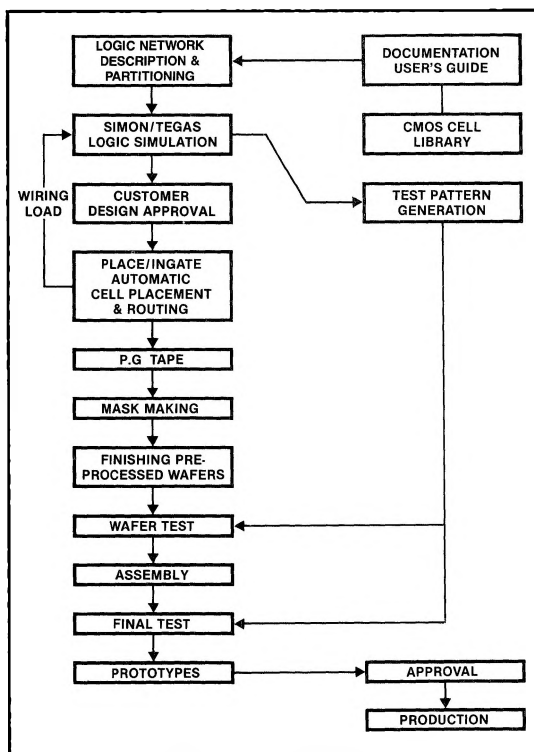 LOGIC NETWORK
DESCRIPTION &
PARTITIONING
DOCUMENTATION
USER'S GUIDE
SIMON/TEGAS
LOGIC SIMULATION
CMOS CELL
LIBRARY
WIRING
LOAD
CUSTOMER
DESIGN APPROVAL
TEST PATTERN
GENERATION
PLACE/INGATE
AUTOMATIC
CELL PLACEMENT
& ROUTING
P.G TAPE
MASK MAKING
FINISHING PRE-
PROCESSED WAFERS
WAFER TEST
ASSEMBLY
FINAL TEST
PROTOTYPES
APPROVAL
PRODUCTION